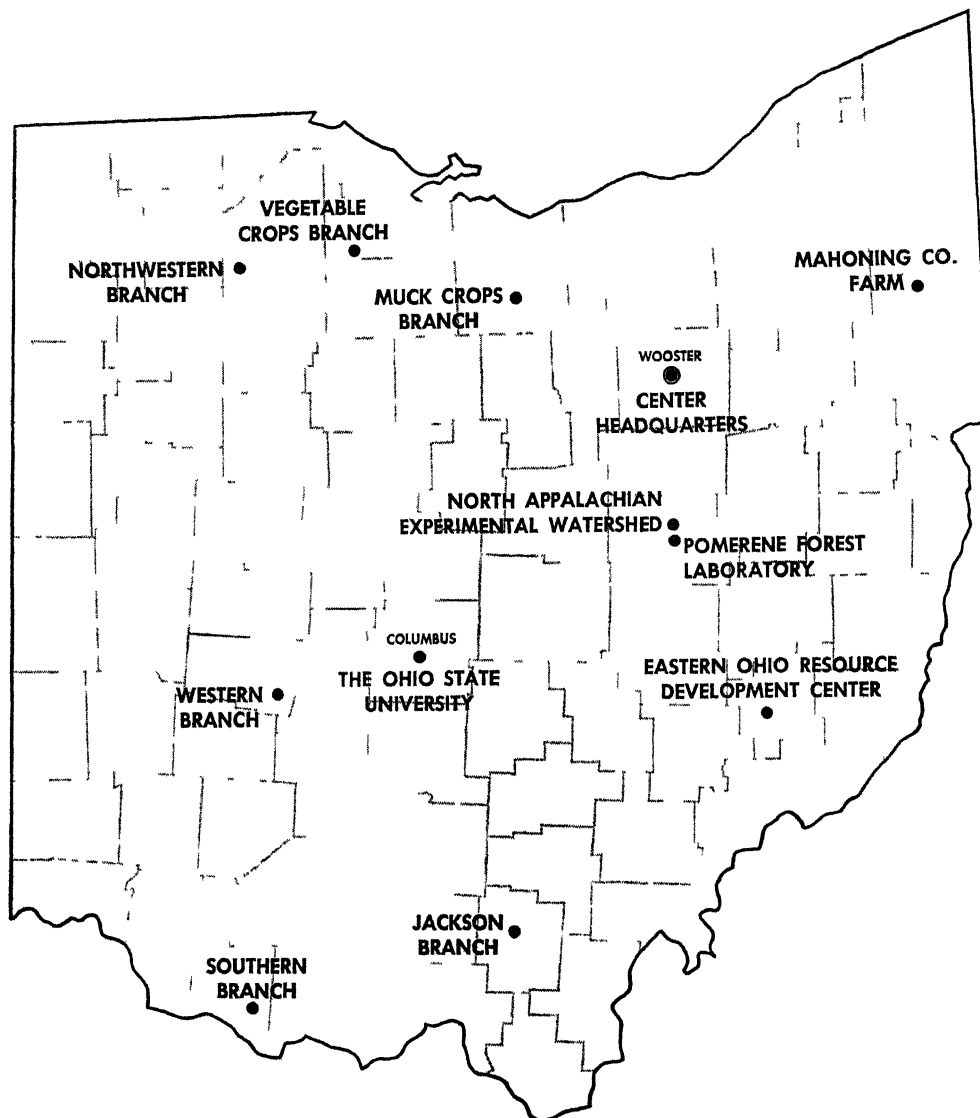 VEGETABLE
CROPS BRANCH
NORTHWESTERN
BRANCH
MUCK CROPS
BRANCH
MAHONING CO.
FARM
WOOSTER
CENTER
HEADQUARTERS
NORTH APPALACHIAN
EXPERIMENTAL WATERSHED
POMERENE FOREST
LABORATORY
COLUMBUS
THE OHIO STATE
UNIVERSITY
EASTERN OHIO RESOURCE
DEVELOPMENT CENTER
WESTERN
BRANCH
JACKSON
BRANCH
SOUTHERN
BRANCH